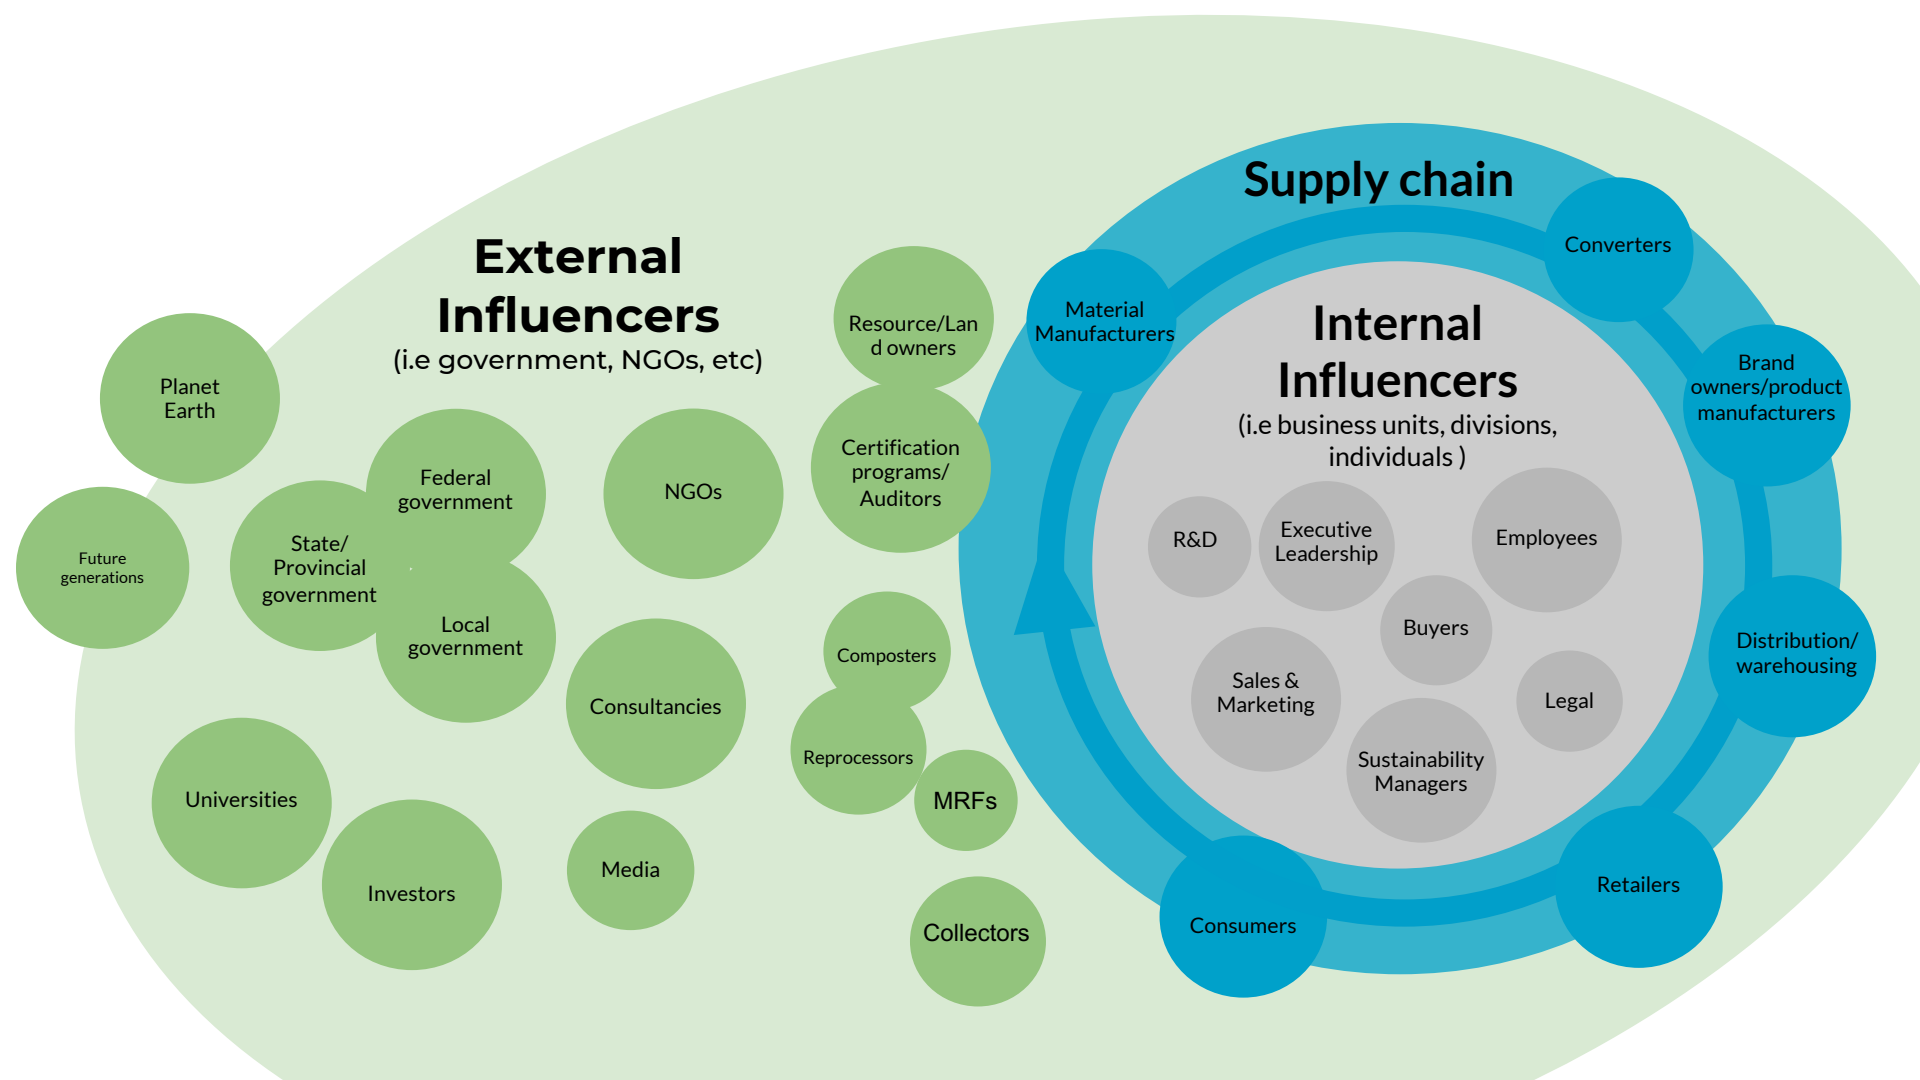 External
Influencers
(i.e government, NGOs, etc)
Planet
Earth
Future
generations
State/
Provincial
government
Federal
government
Local
government
NGOs
Consultancies
Universities
Investors
Media
Resource/Lan
d owners
Certification
programs/
Auditors
Composters
Reprocessors
MRFs
Collectors
Supply chain
Material
Manufacturers
Converters
Brand
owners/product
manufacturers
Distribution/
warehousing
Retailers
Consumers
Internal
Influencers
(i.e business units, divisions,
individuals )
R&D
Executive
Leadership
Employees
Buyers
Sales &
Marketing
Legal
Sustainability
Managers